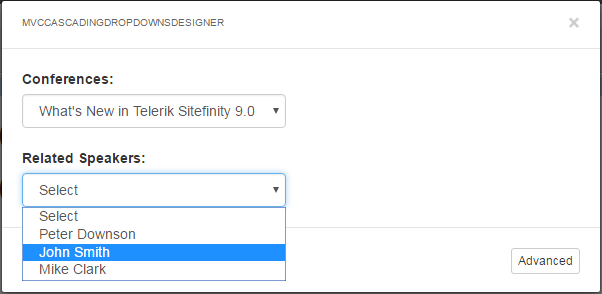 MVCCASCADINGDROPDOWNSDESIGNER ×
Conferences:
What's New in Telerik Sitefinity 9.0
Related Speakers:
Select
Select
Peter Downson
John Smith
Mike Clark
Advanced